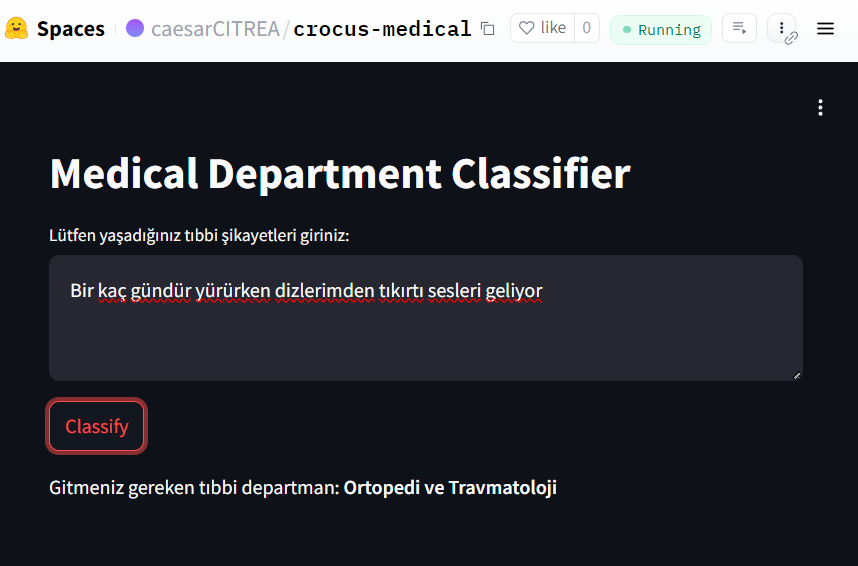 Spaces caesarCITREA/crocus-medical like 0 Running
Medical Department Classifier
Lütfen yaşadığınız tıbbi şikayetleri giriniz:
Bir kaç gündür yürürken dizlerimden tıkırtı sesleri geliyor
Classify
Gitmeniz gereken tıbbi departman: Ortopedi ve Travmatoloji